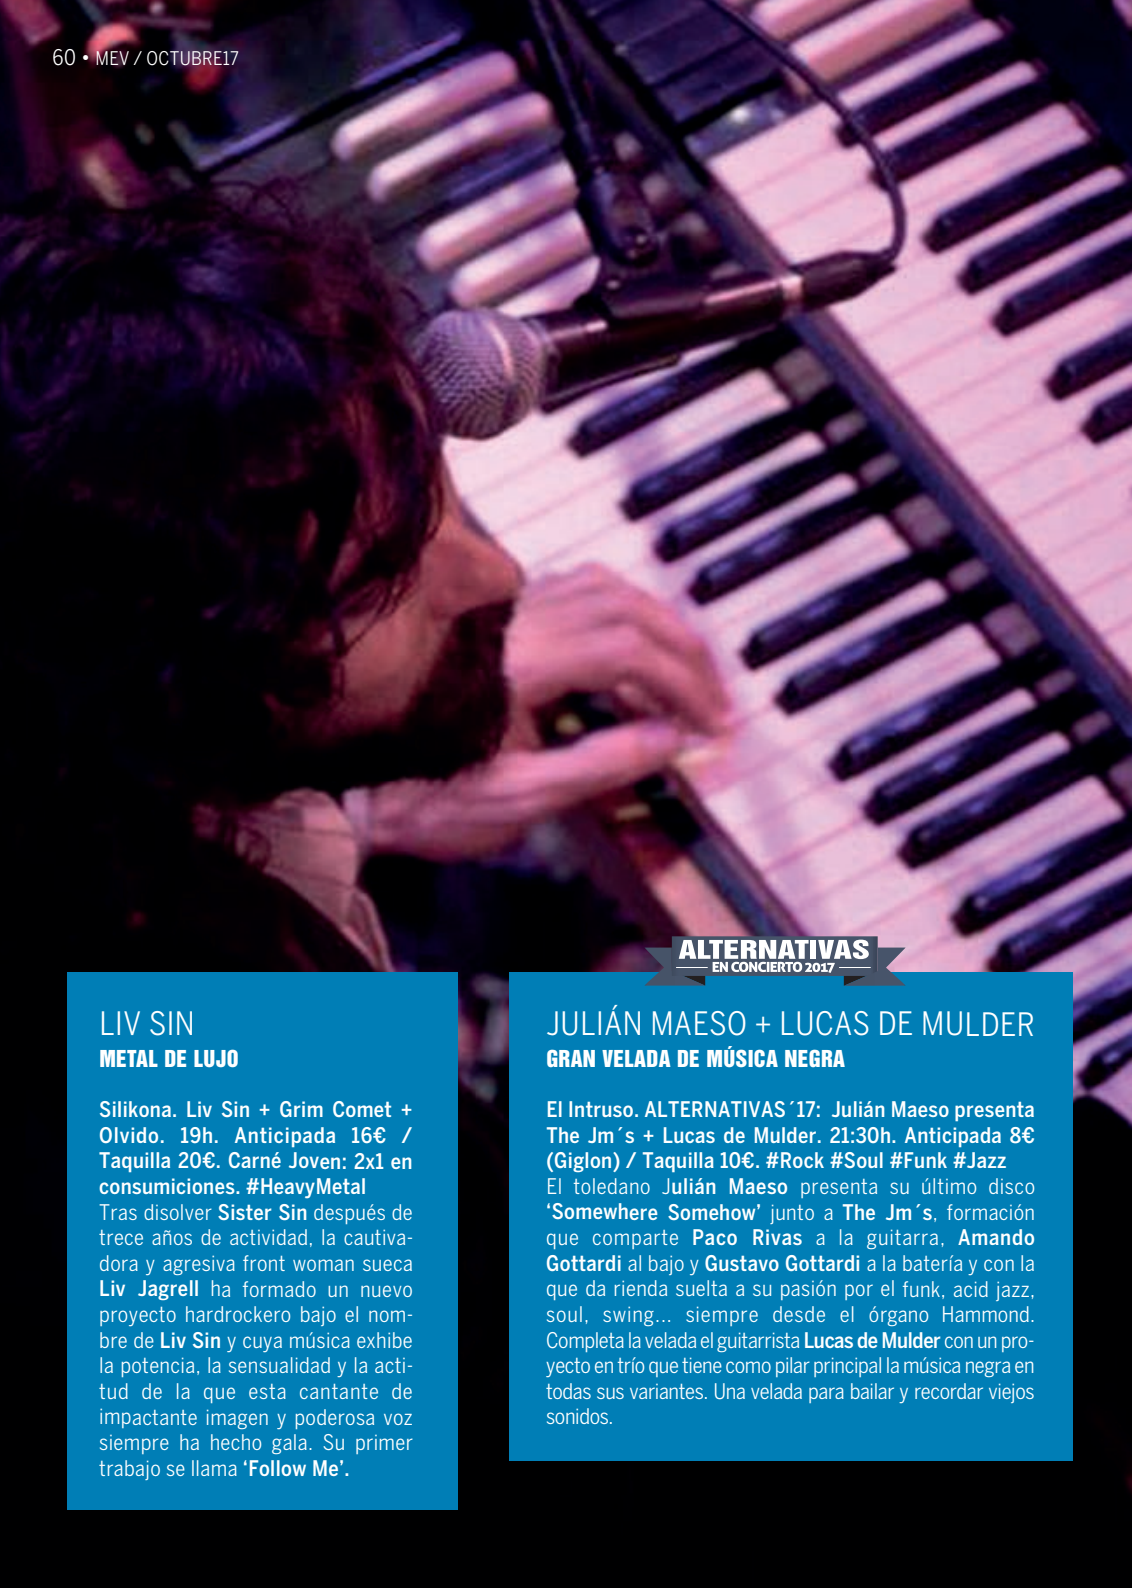 60 • MEV / OCTUBRE17
LIV SIN
METAL DE LUJO
Silikona. Liv Sin + Grim Comet +
Olvido. 19h. Anticipada 16€ /
Taquilla 20€. Carné Joven: 2x1 en
consumiciones. #HeavyMetal
Tras disolver Sister Sin después de
trece años de actividad, la cautiva-
dora y agresiva front woman sueca
Liv Jagrell ha formado un nuevo
proyecto hardrockero bajo el nom-
bre de Liv Sin y cuya música exhibe
la potencia, la sensualidad y la acti-
tud de la que esta cantante de
impactante imagen y poderosa voz
siempre ha hecho gala. Su primer
trabajo se llama ‘Follow Me’.
ALTERNATIVAS
EN CONCIERTO 2017
JULIÁN MAESO + LUCAS DE MULDER
GRAN VELADA DE MÚSICA NEGRA
El Intruso. ALTERNATIVAS´17: Julián Maeso presenta
The Jm´s + Lucas de Mulder. 21:30h. Anticipada 8€
(Giglon) / Taquilla 10€. #Rock #Soul #Funk #Jazz
El toledano Julián Maeso presenta su último disco
‘Somewhere Somehow’ junto a The Jm´s, formación
que comparte Paco Rivas a la guitarra, Amando
Gottardi al bajo y Gustavo Gottardi a la batería y con la
que da rienda suelta a su pasión por el funk, acid jazz,
soul, swing... siempre desde el órgano Hammond.
Completa la velada el guitarrista Lucas de Mulder con un pro-
yecto en trío que tiene como pilar principal la música negra en
todas sus variantes. Una velada para bailar y recordar viejos
sonidos.